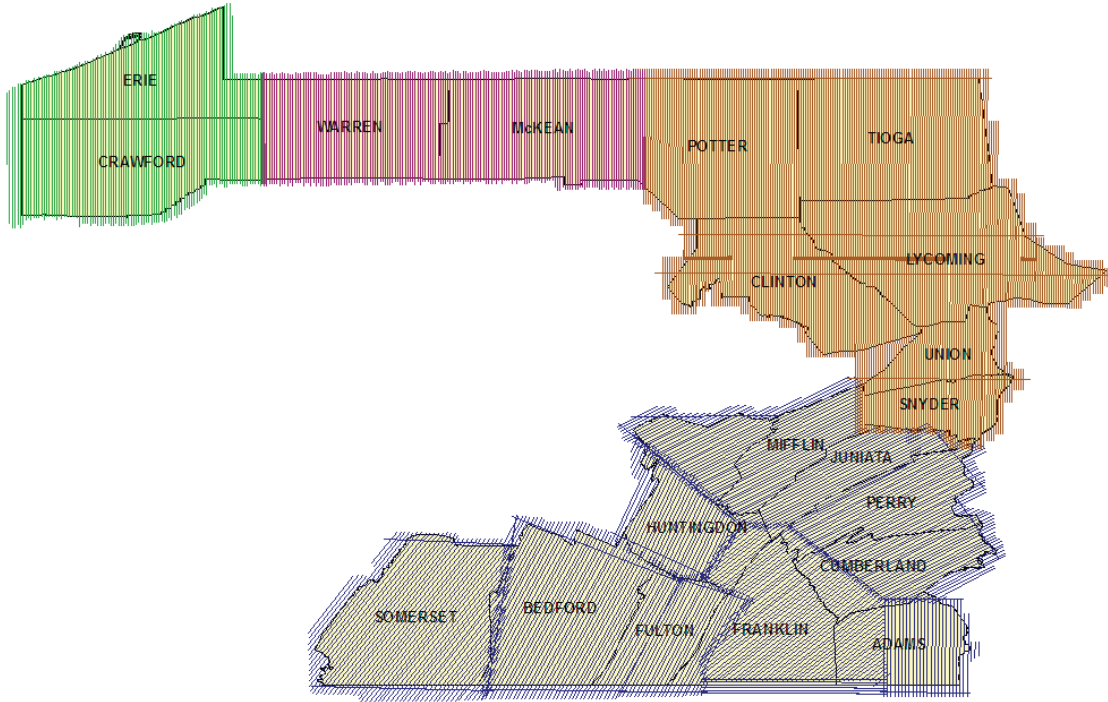 ERIE
CRAWFORD
WARREN
McKEAN
POTTER
TIOGA
LYCOMING
CLINTON
UNION
SNYDER
MIFFLIN
JUNIATA
PERRY
HUNTINGDON
CUMBERLAND
SOMERSET
BEDFORD
FULTON
FRANKLIN
ADAMS